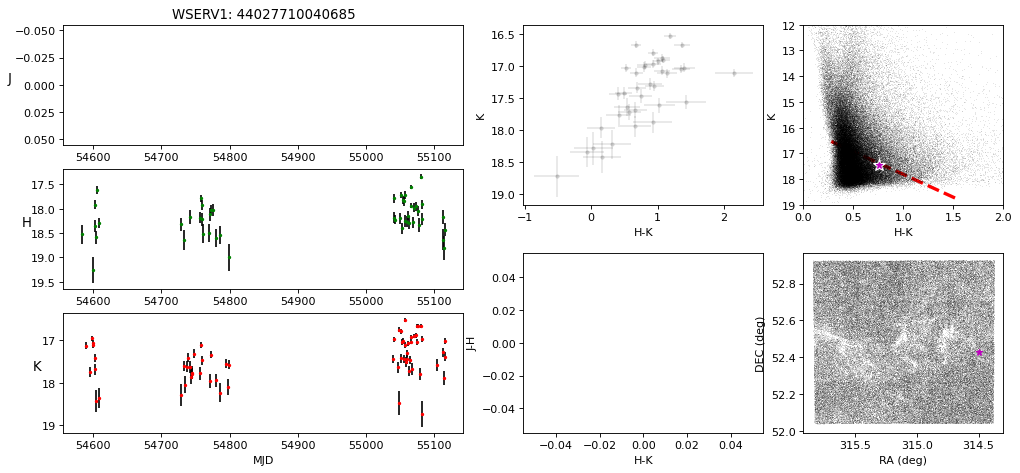 WSERV1: 44027710040685
J
−0.050
−0.025
0.000
0.025
0.050
54600 54700 54800 54900 55000 55100
H
17.5
18.0
18.5
19.0
19.5
54600 54700 54800 54900 55000 55100
K
17
18
19
54600 54700 54800 54900 55000 55100
MJD
K
16.5
17.0
17.5
18.0
18.5
19.0
−1 0 1 2
H-K
K
12
13
14
15
16
17
18
19
0.0 0.5 1.0 1.5 2.0
H-K
J-H
0.04
0.02
0.00
−0.02
−0.04
−0.04 −0.02 0.00 0.02 0.04
H-K
DEC (deg)
52.8
52.6
52.4
52.2
52.0
315.5 315.0 314.5
RA (deg)